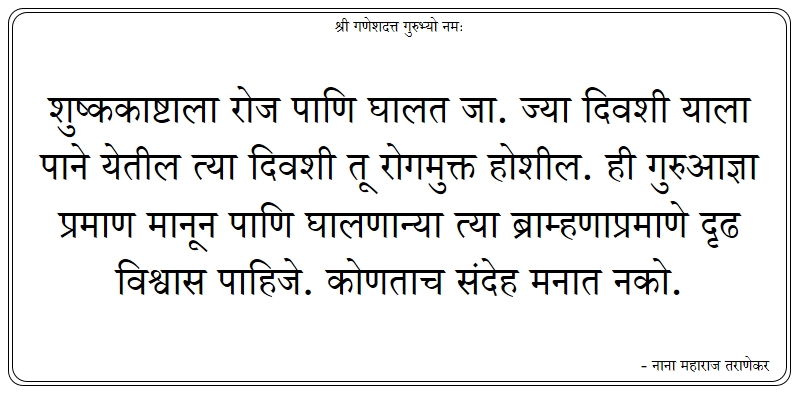 श्री गणेशदत्त गुरुभ्यो नमः
शुष्ककाष्टाला रोज पाणि घालत जा. ज्या दिवशी याला
पाने येतील त्या दिवशी तू रोगमुक्त होशील. ही गुरुआज्ञा
प्रमाण मानून पाणि घालणान्या त्या ब्राम्हणाप्रमाणे दृढ
विश्वास पाहिजे. कोणताच संदेह मनात नको.
- नाना महाराज तराणेकर